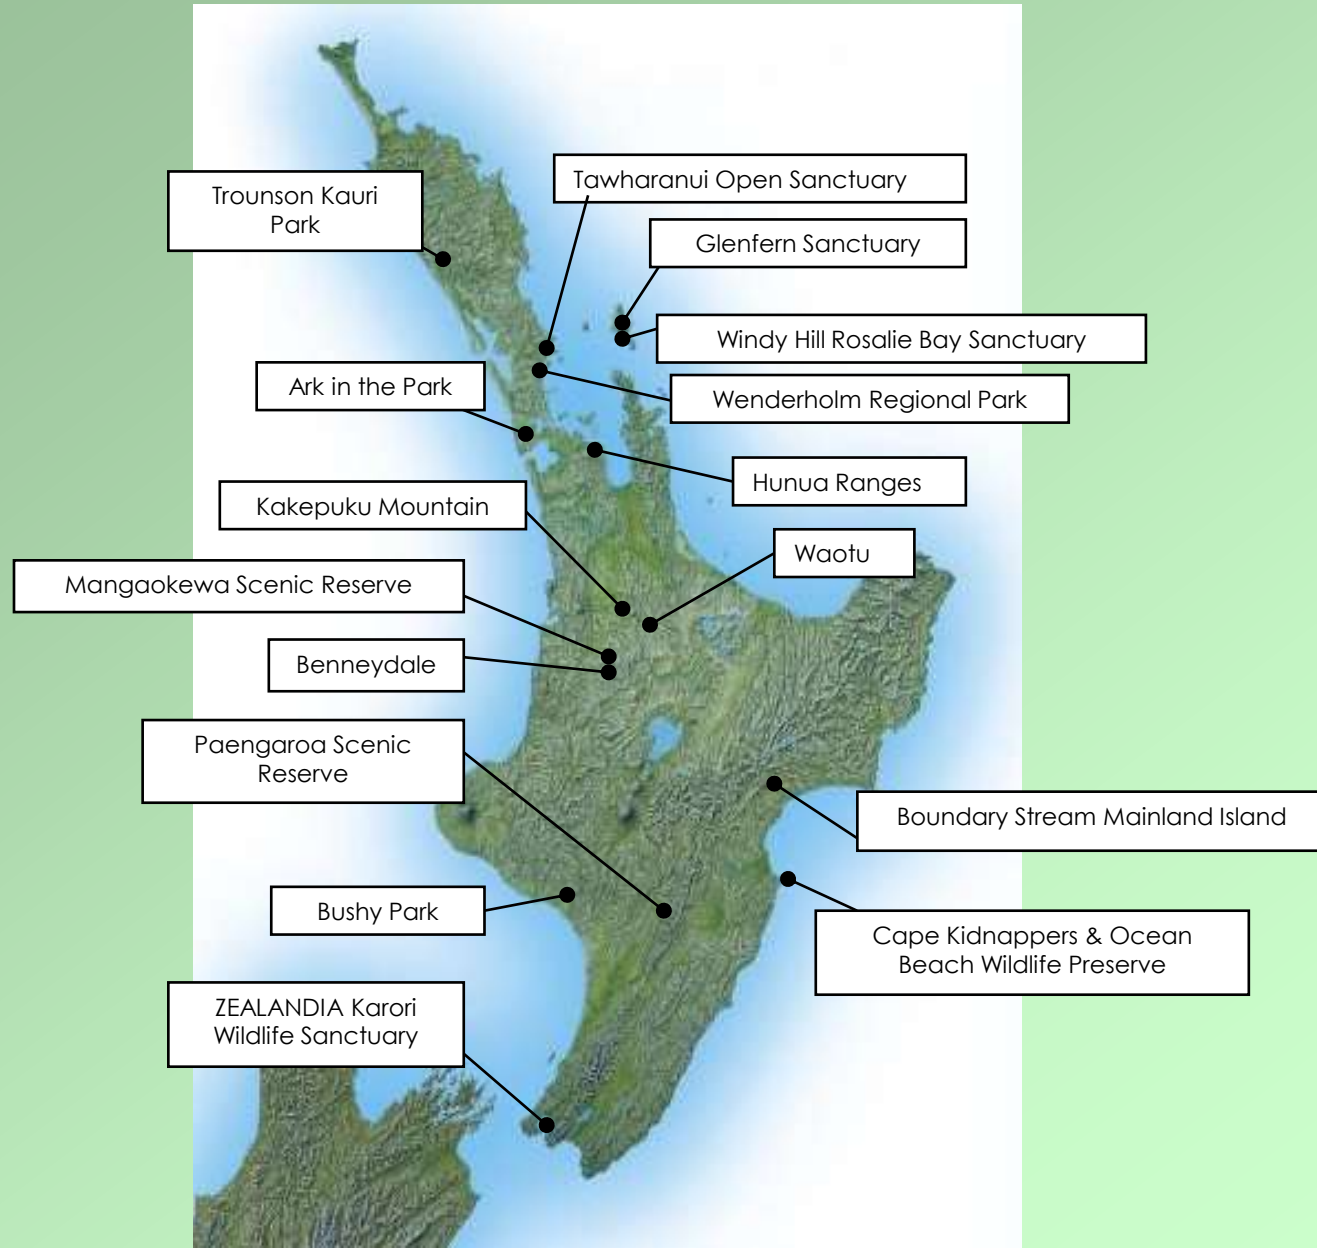 Tawharanui Open Sanctuary
Trounson Kauri
Park
Glenfern Sanctuary
Windy Hill Rosalie Bay Sanctuary
Ark in the Park
Wenderholm Regional Park
Hunua Ranges
Kakepuku Mountain
Waotu
Mangaokewa Scenic Reserve
Benneydale
Paengaroa Scenic
Reserve
Boundary Stream Mainland Island
Bushy Park
Cape Kidnappers & Ocean
Beach Wildlife Preserve
ZEALANDIA Karori
Wildlife Sanctuary